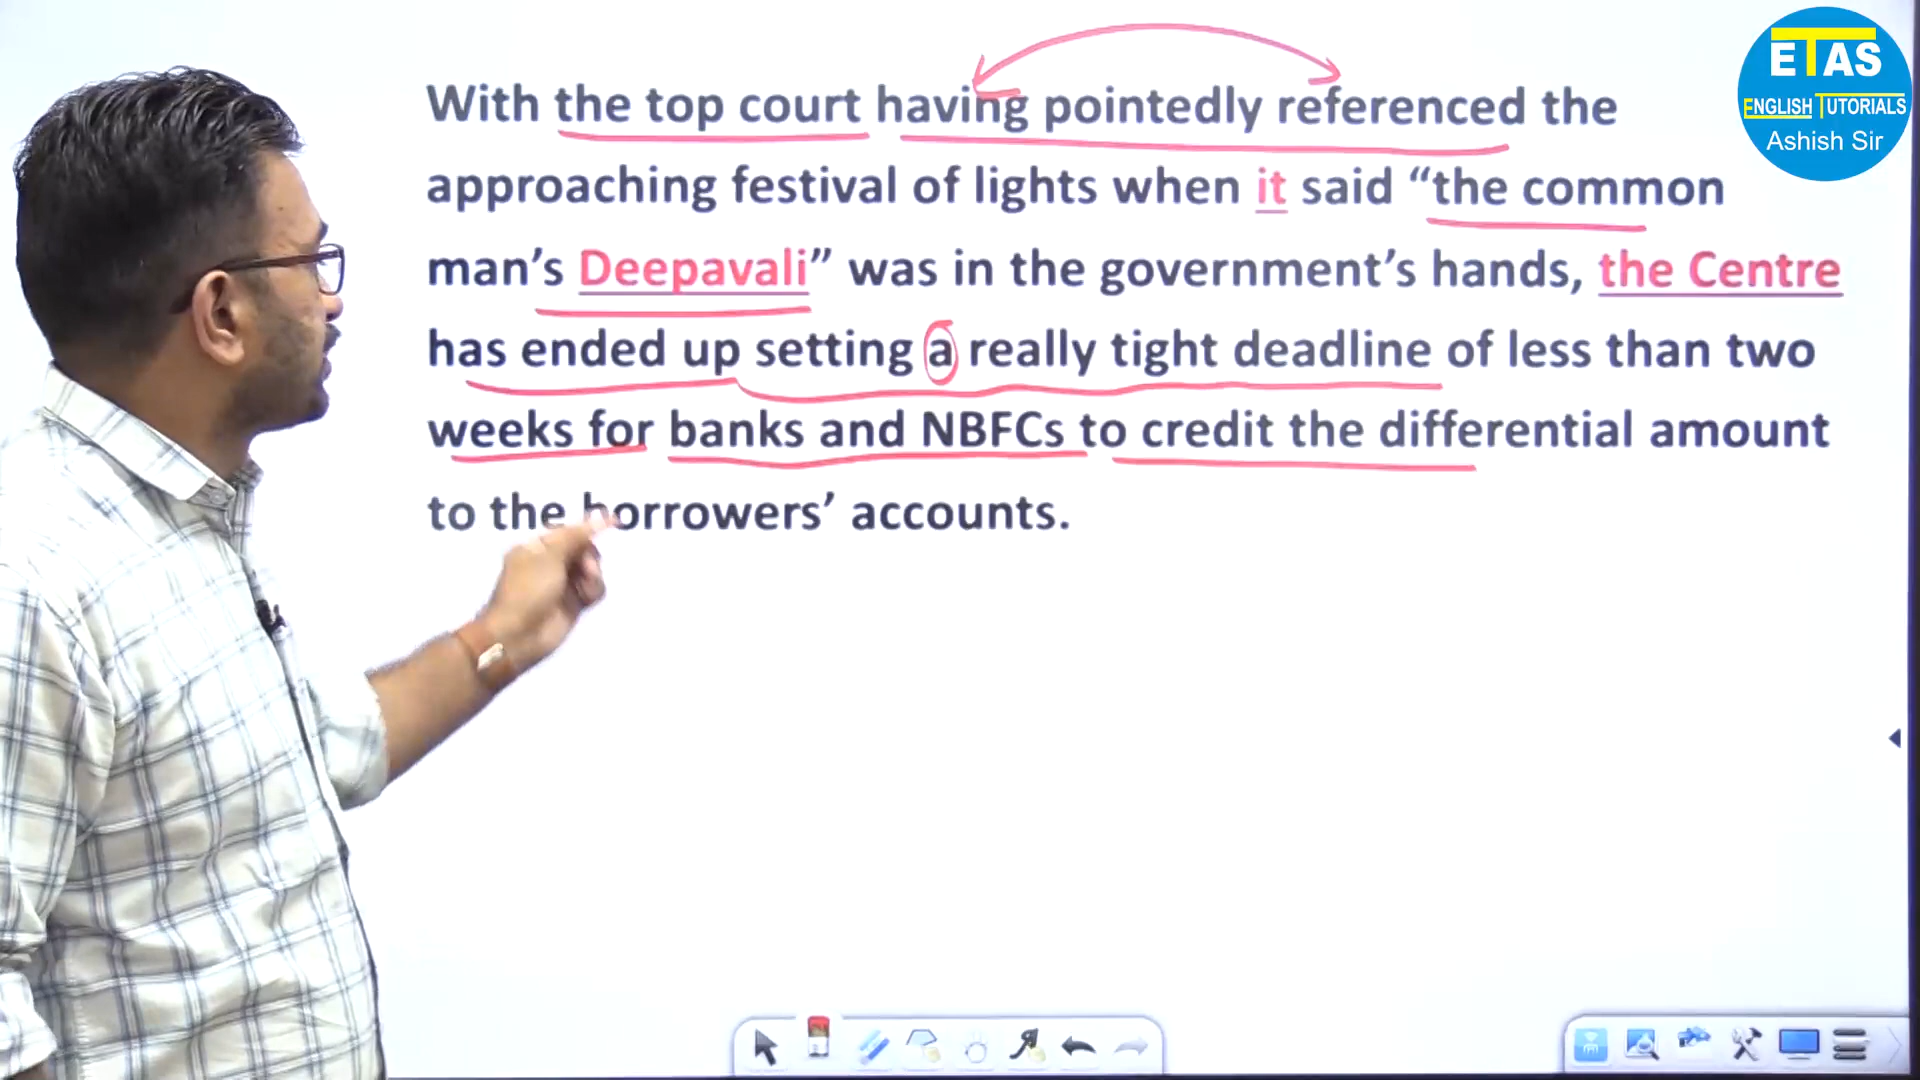 With the top court having pointedly referenced the
approaching festival of lights when it said “the common
man’s Deepavali” was in the government’s hands, the Centre
has ended up setting a really tight deadline of less than two
weeks for banks and NBFCs to credit the differential amount
to the borrowers’ accounts.
ETAS
ENGLISH TUTORIALS
Ashish Sir